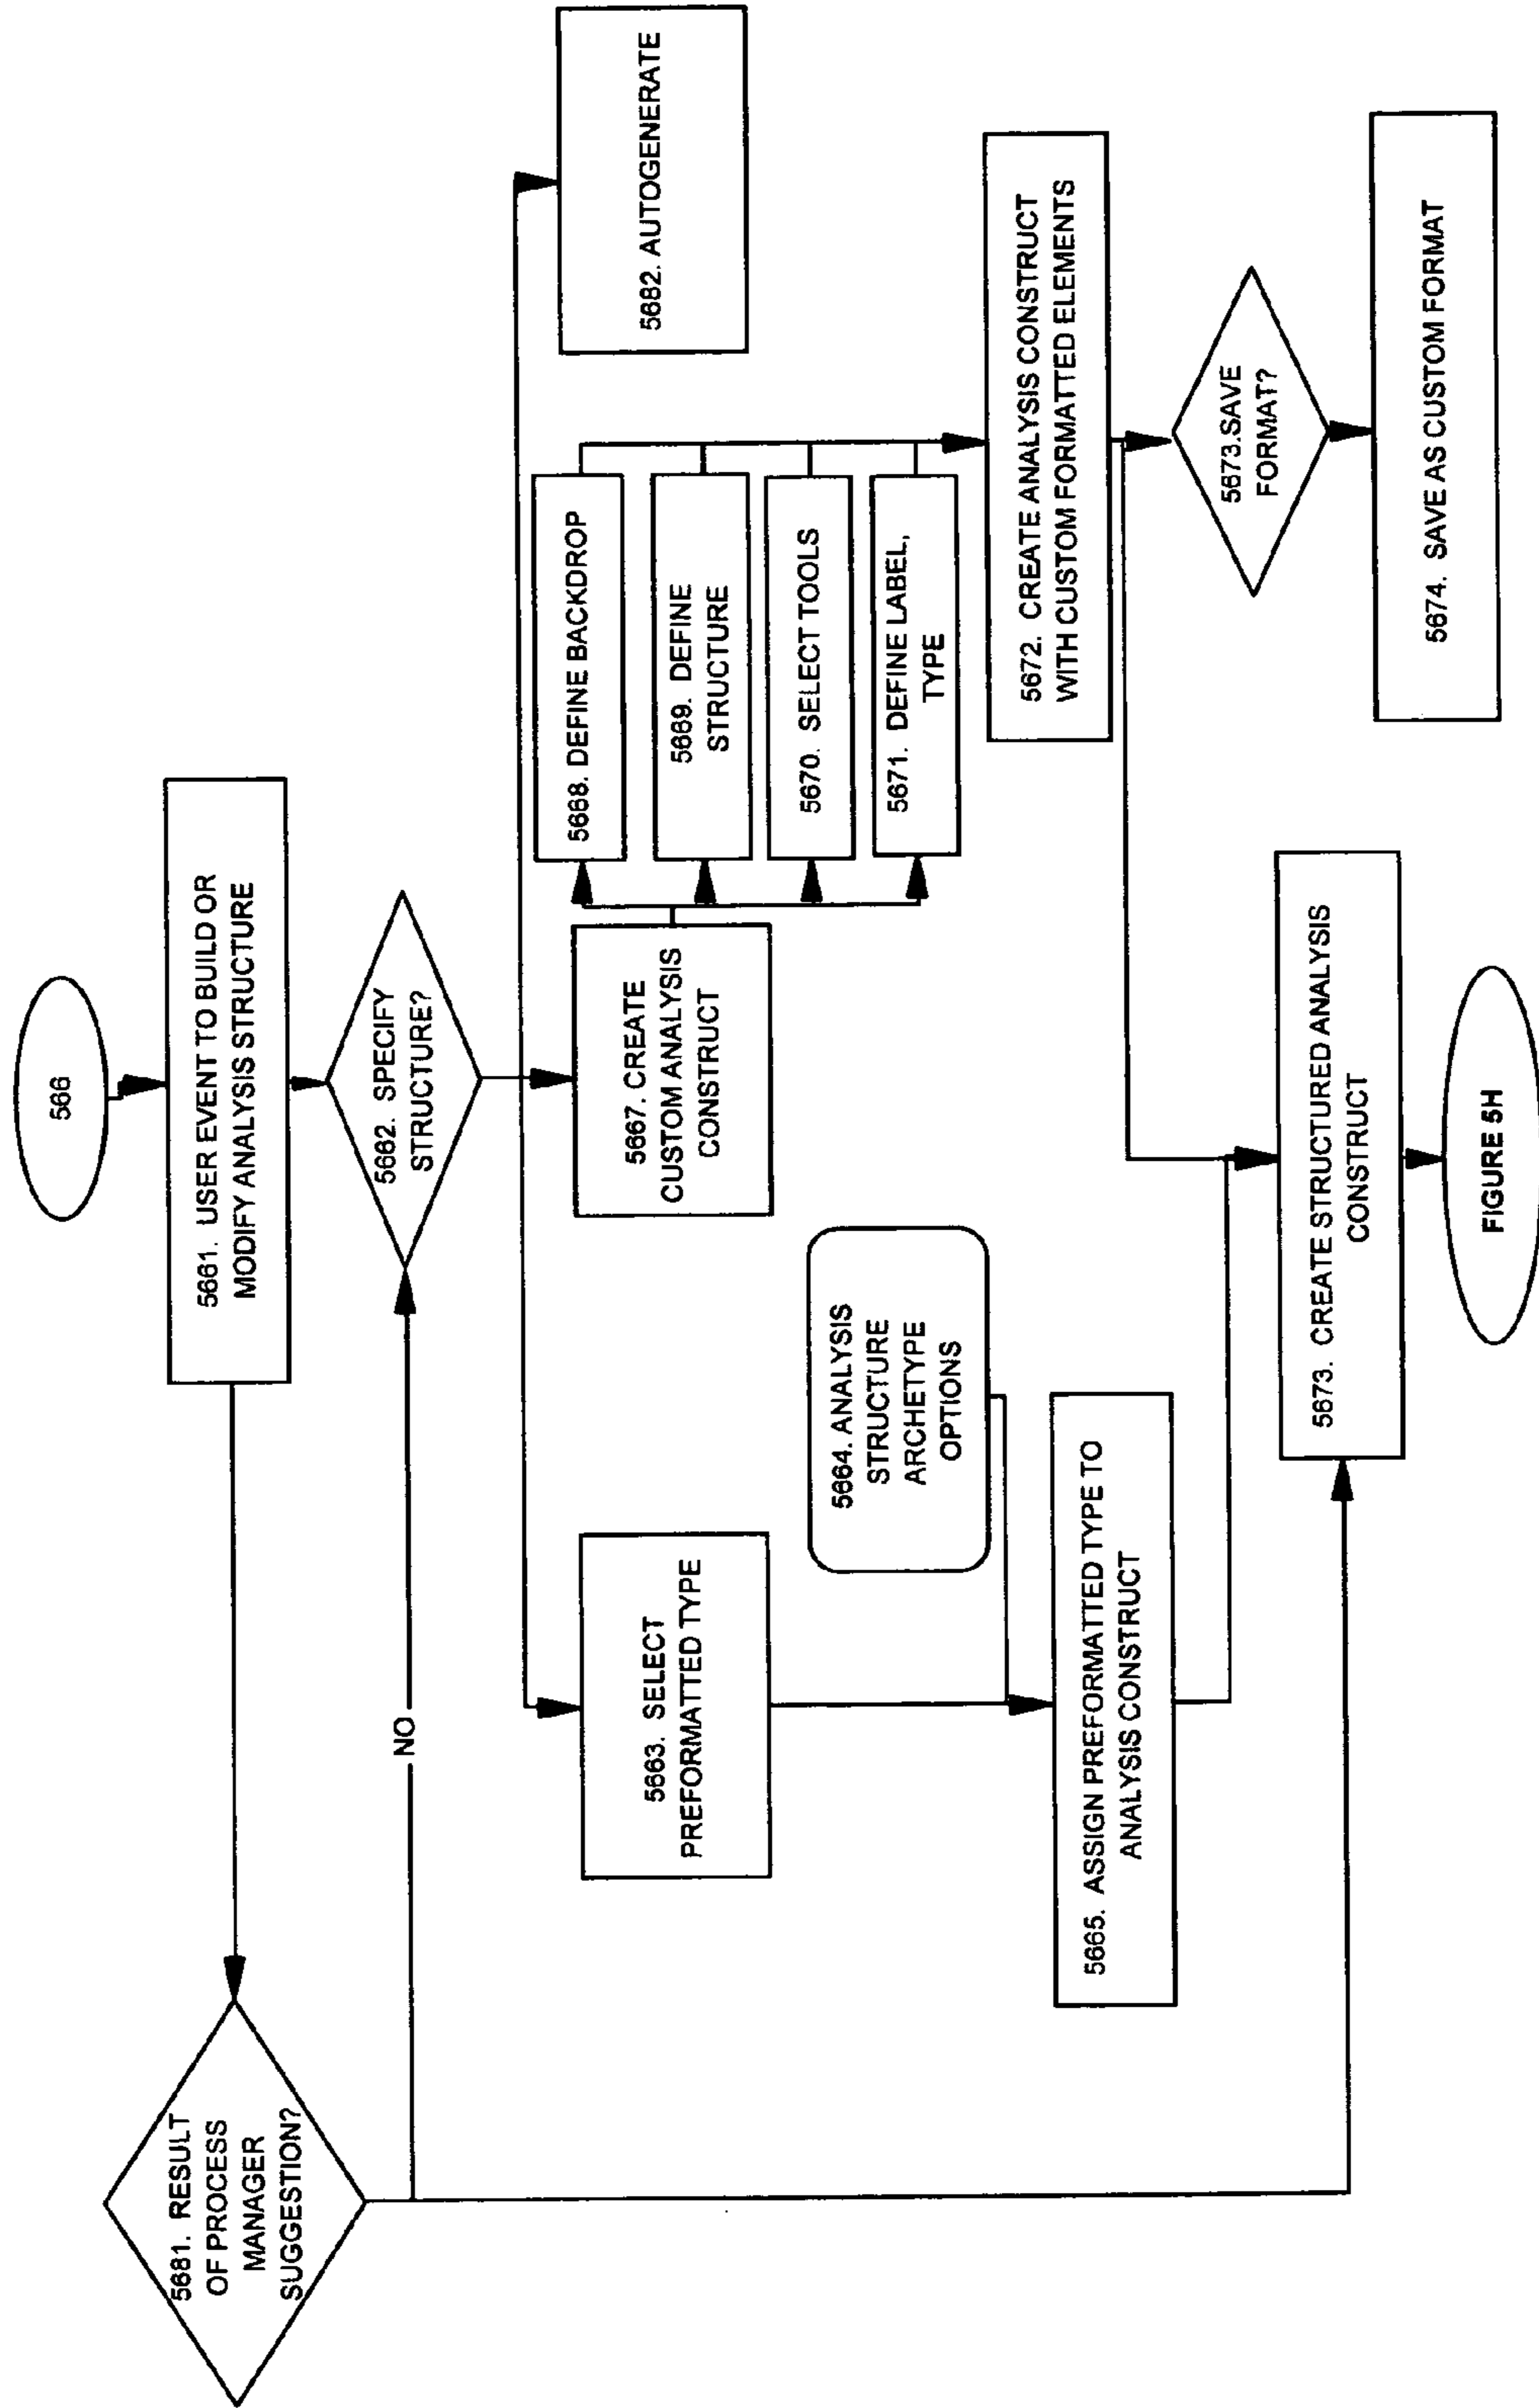 566
5661. USER EVENT TO BUILD OR
MODIFY ANALYSIS STRUCTURE
5681. RESULT
OF PROCESS
MANAGER
SUGGESTION?
5662. SPECIFY
STRUCTURE?
NO
5663. SELECT
PREFORMATTED TYPE
5667. CREATE
CUSTOM ANALYSIS
CONSTRUCT
5668. DEFINE BACKDROP
5669. DEFINE
STRUCTURE
5670. SELECT TOOLS
5671. DEFINE LABEL,
TYPE
5682. AUTOGENERATE
5664. ANALYSIS
STRUCTURE
ARCHETYPE
OPTIONS
5665. ASSIGN PREFORMATTED TYPE TO
ANALYSIS CONSTRUCT
5672. CREATE ANALYSIS CONSTRUCT
WITH CUSTOM FORMATTED ELEMENTS
5673.SAVE
FORMAT?
5673. CREATE STRUCTURED ANALYSIS
CONSTRUCT
5674. SAVE AS CUSTOM FORMAT
FIGURE 5H